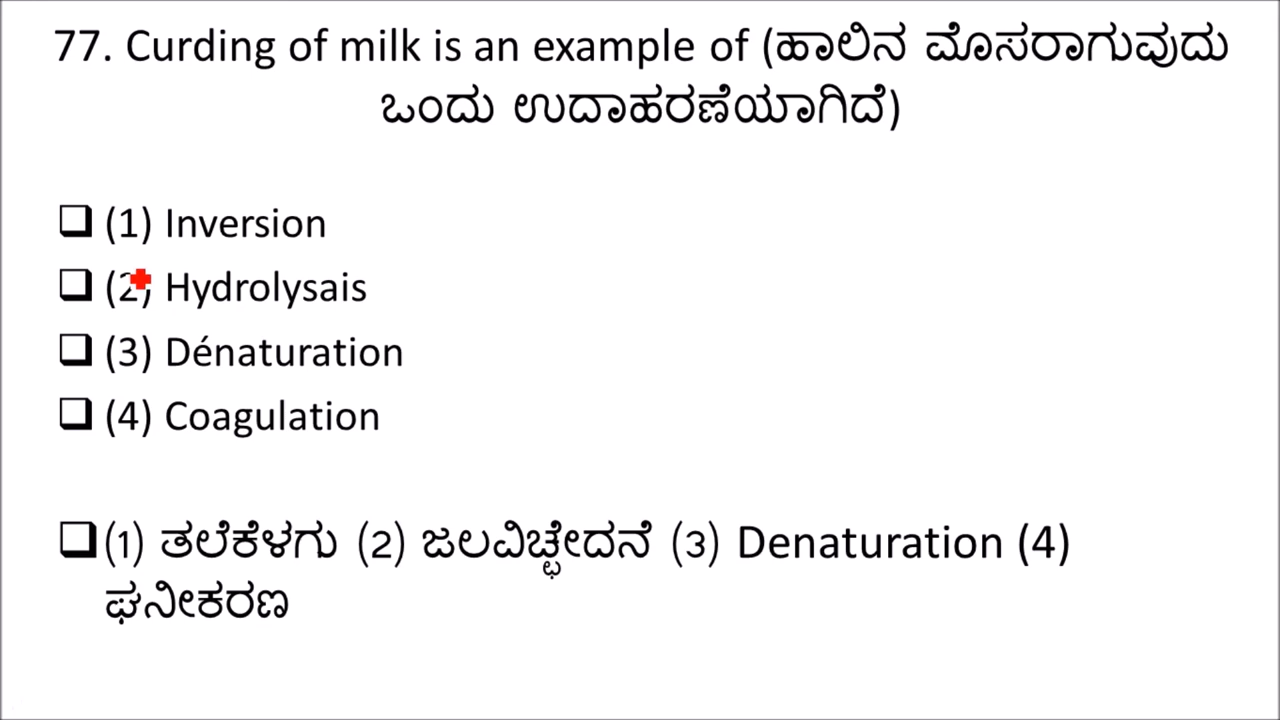 77. Curding of milk is an example of (ಹಾಲಿನ ಮೊಸರಾಗುವುದು
ಒಂದು ಉದಾಹರಣೆಯಾಗಿದೆ)
(1) Inversion
(2) Hydrolysais
(3) Dénaturation
(4) Coagulation
(1) ತಲೆಕೆಳಗು (2) ಜಲವಿಚ್ಛೇದನೆ (3) Denaturation (4)
ಘನೀಕರಣ